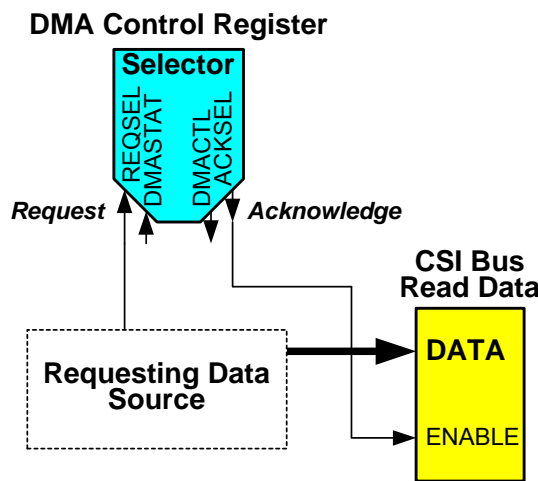 DMA Control Register
Selector
REQSEL
DMASTAT
DMACTL
ACKSEL
Request
Acknowledge
CSI Bus
Read Data
Requesting Data
Source
DATA
ENABLE